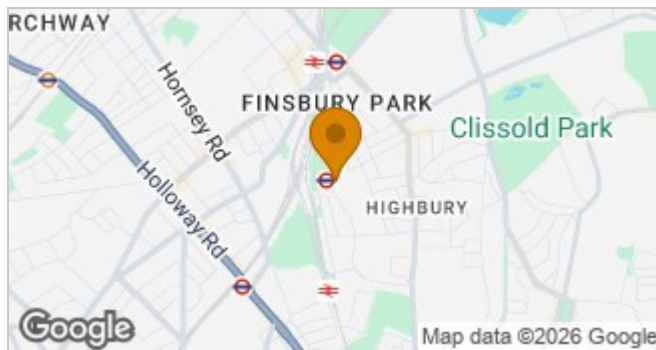 RCHWAY
Hornsey Rd
FINSBURY PARK
Clissold Park
Holloway Rd
HIGHBURY
Google
Map data ©2026 Google